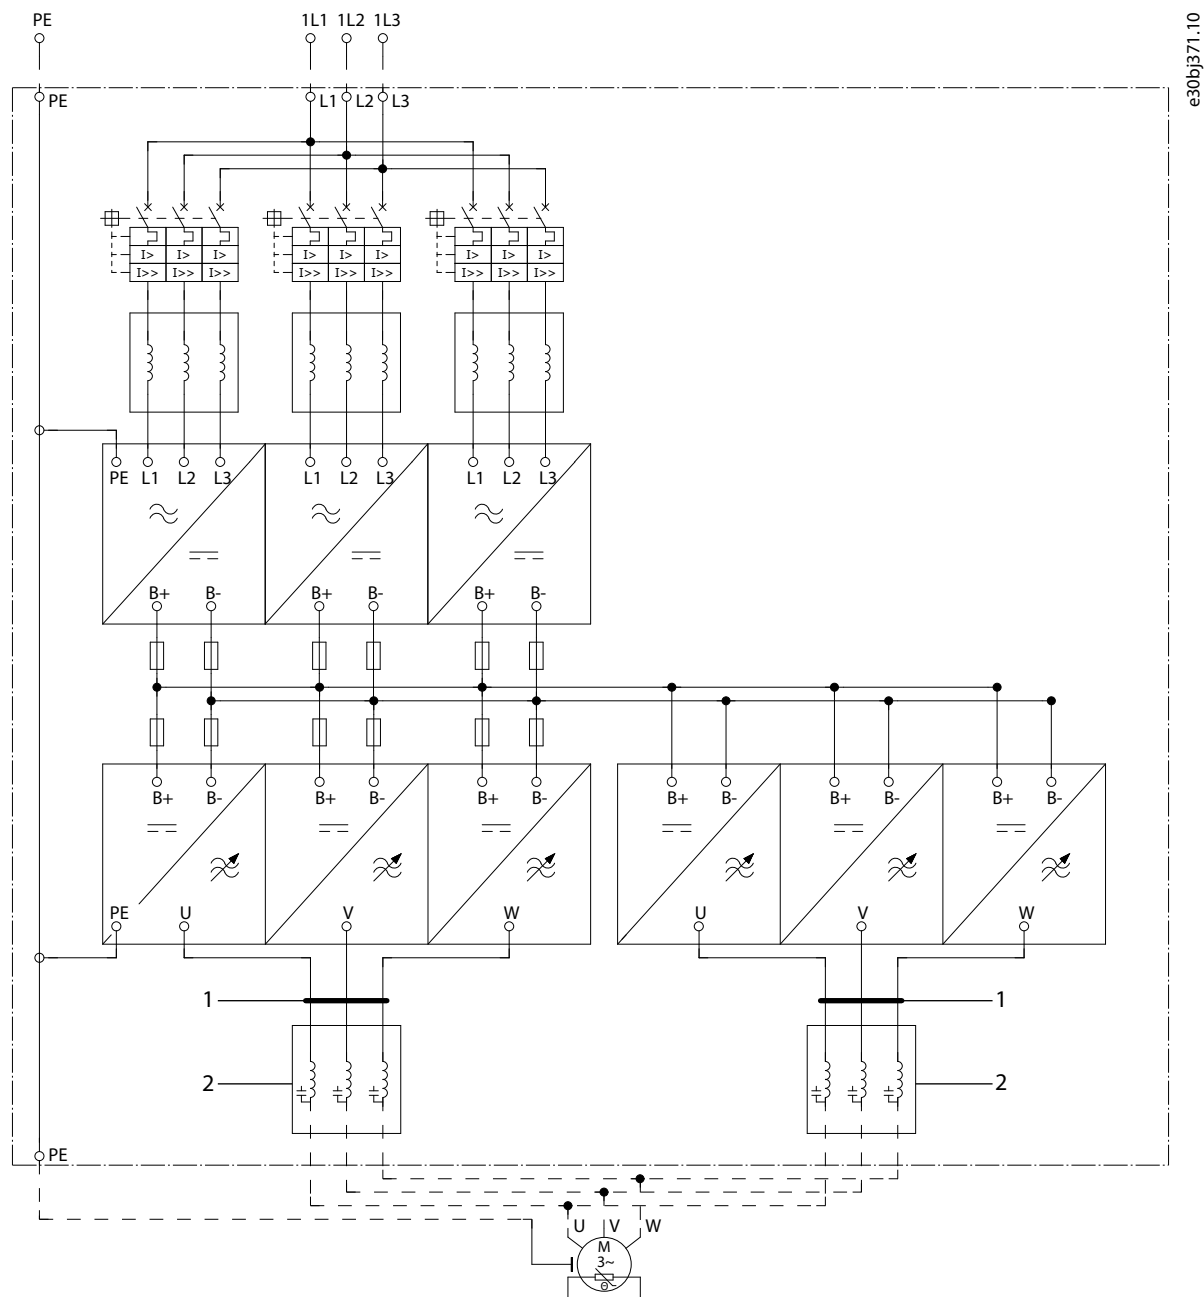 PE 1L1 1L2 1L3
e30bj371.10
PE L1 L2 L3
I> I> I> I> I> I> I> I> I>
I>> I>> I>> I>> I>> I>> I>> I>> I>>
PE L1 L2 L3 L1 L2 L3 L1 L2 L3
B+ B- B+ B- B+ B-
B+ B- B+ B- B+ B- B+ B- B+ B- B+ B-
PE U V W U V W
1 1
2 2
PE
U V W
M
3~
Θ